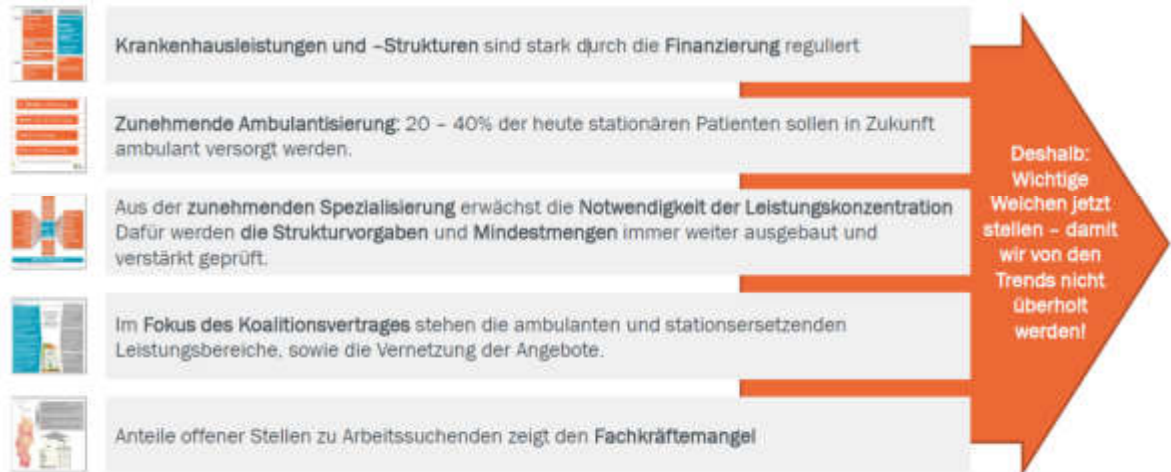 Krankenhausleistungen und –Strukturen sind stark durch die Finanzierung reguliert
Zunehmende Ambulantisierung: 20 – 40% der heute stationären Patienten sollen in Zukunft
ambulant versorgt werden.
Aus der zunehmenden Spezialisierung erwächst die Notwendigkeit der Leistungskonzentration
Dafür werden die Strukturvorgaben und Mindestmengen immer weiter ausgebaut und
verstärkt geprüft.
Im Fokus des Koalitionsvertrages stehen die ambulanten und stationsersetzenden
Leistungsbereiche, sowie die Vernetzung der Angebote.
Anteile offener Stellen zu Arbeitssuchenden zeigt den Fachkräftemangel
Deshalb:
Wichtige
Weichen jetzt
stellen – damit
wir von den
Trends nicht
überholt
werden!